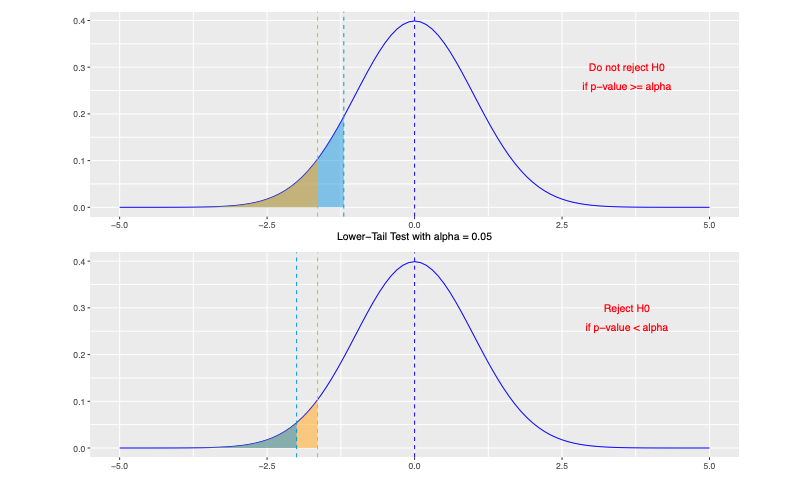 0.4
0.3
0.2
0.1
0.0
Do not reject H0
if p−value >= alpha
−5.0 −2.5 0.0 2.5 5.0
Lower−Tail Test with alpha = 0.05
0.4
0.3
0.2
0.1
0.0
Reject H0
if p−value < alpha
−5.0 −2.5 0.0 2.5 5.0